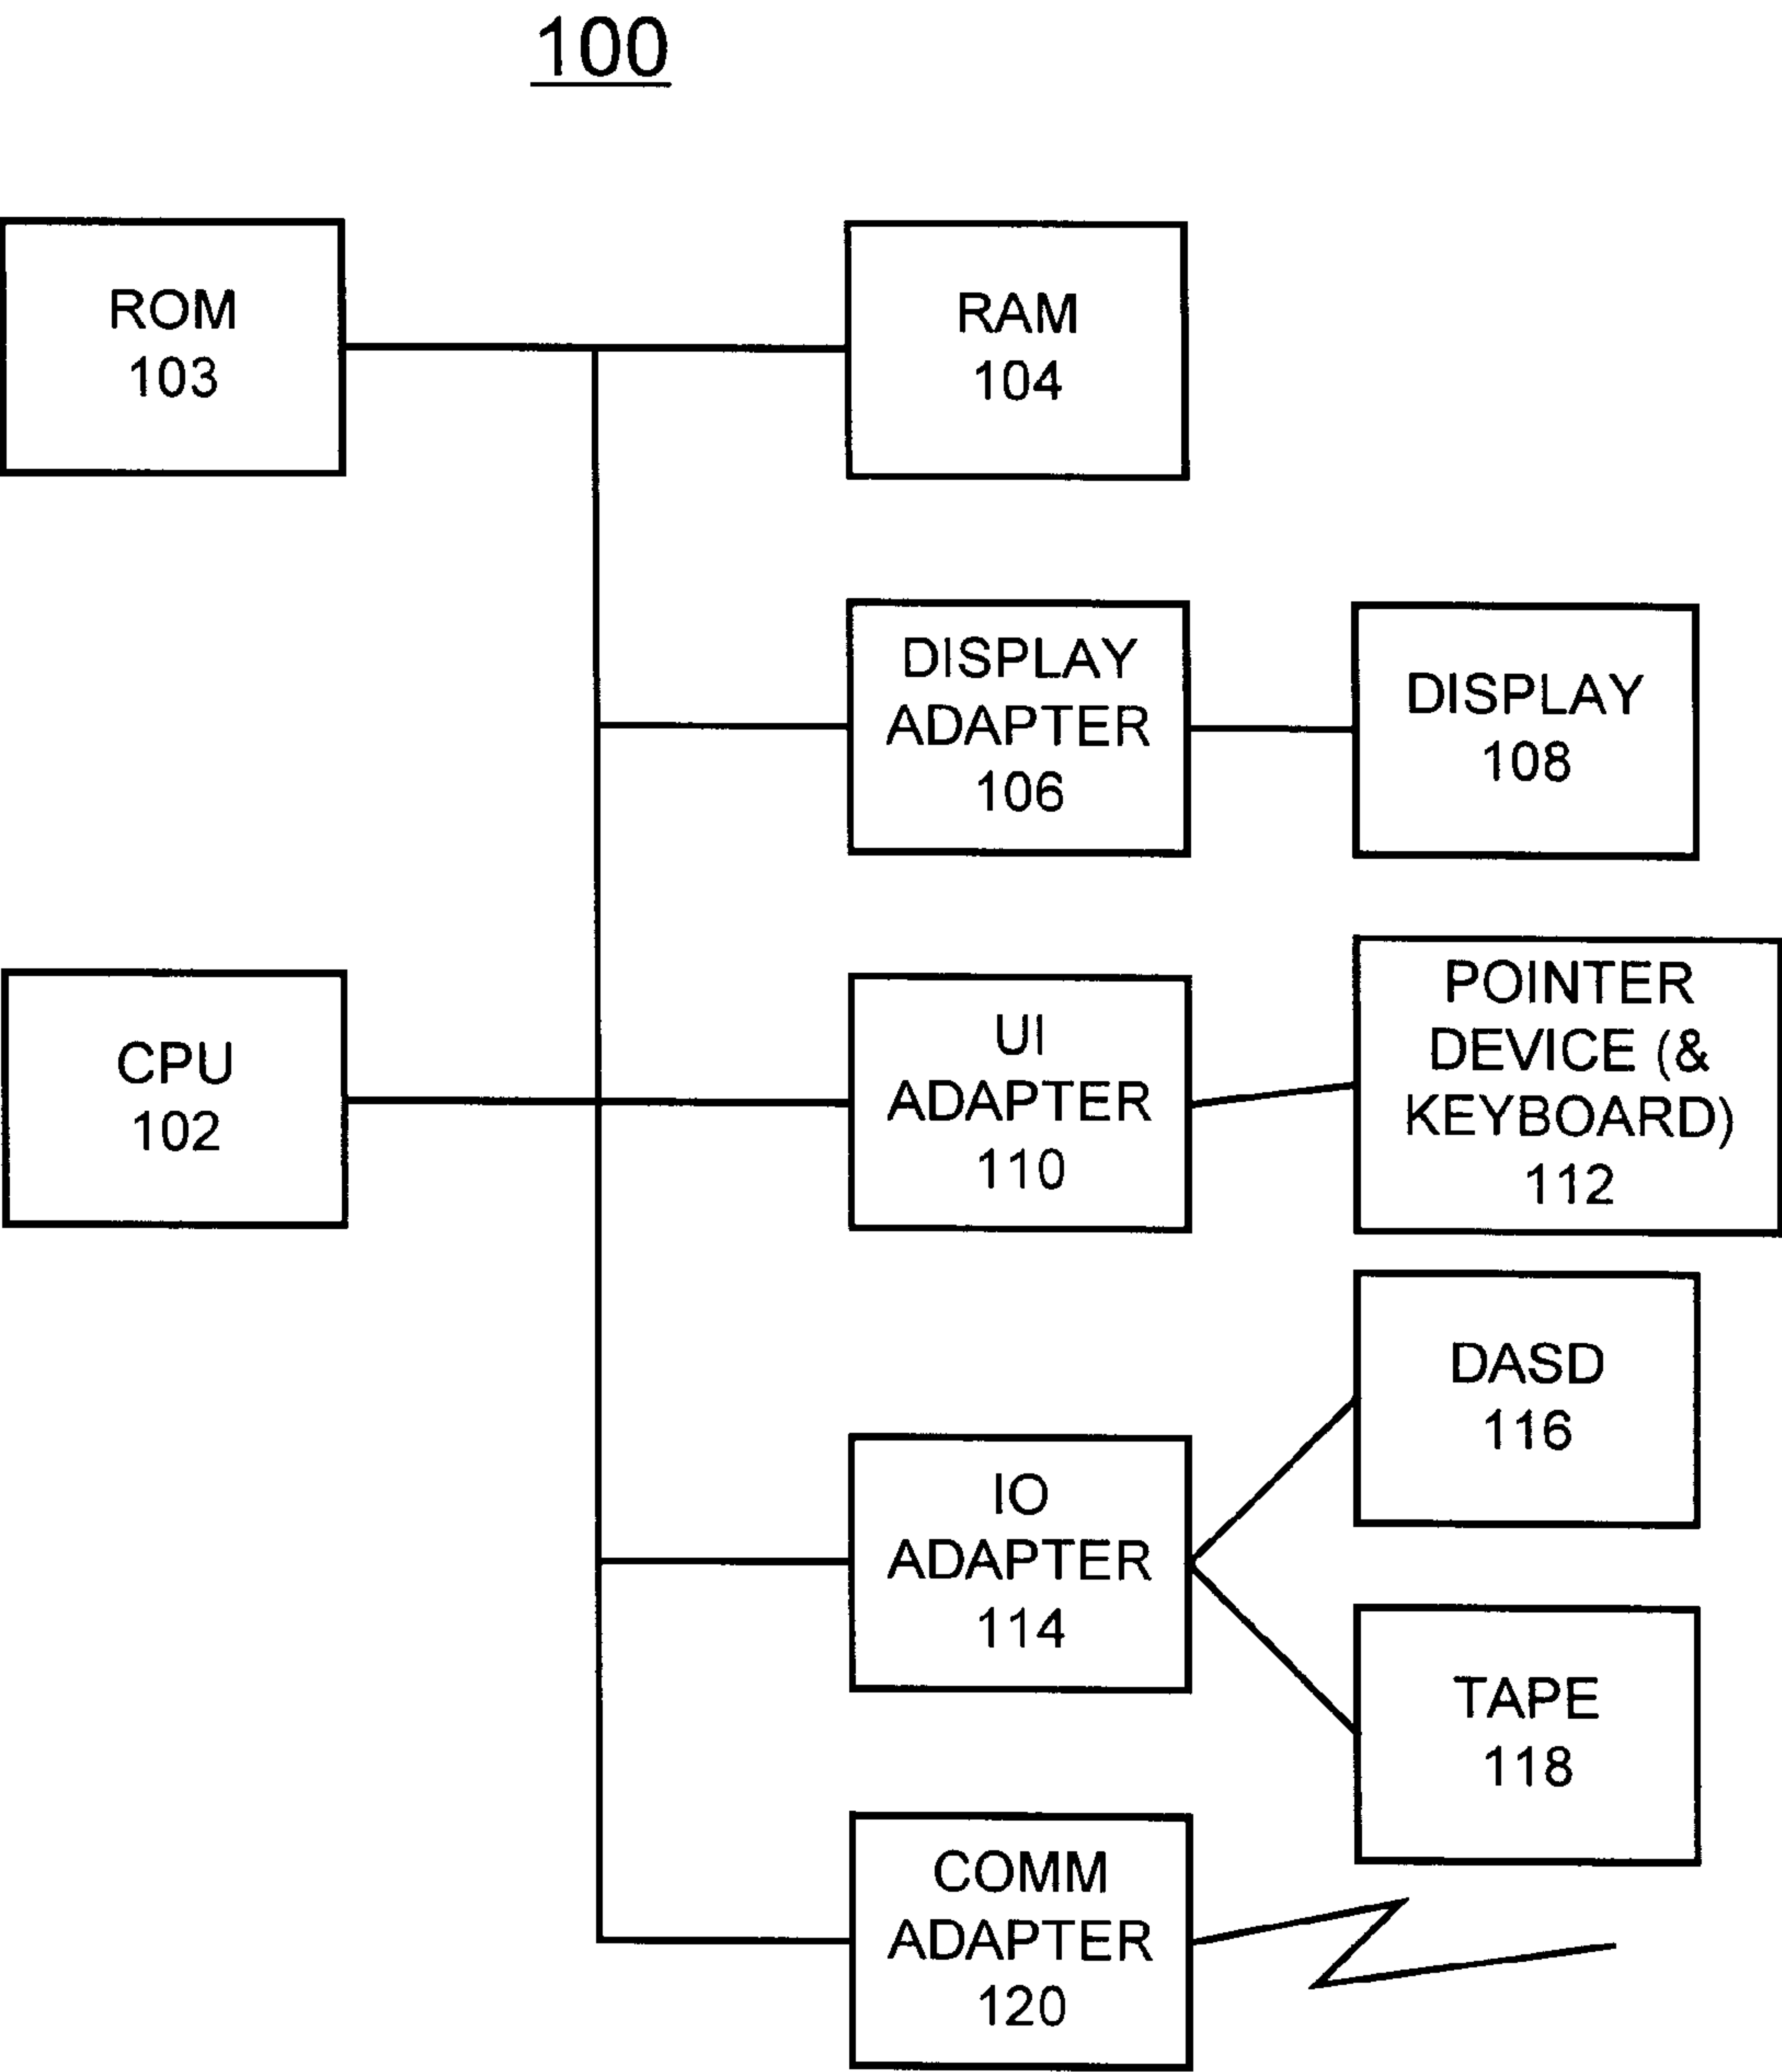 100
ROM
103
RAM
104
DISPLAY
ADAPTER
106
DISPLAY
108
CPU
102
UI
ADAPTER
110
POINTER
DEVICE (&
KEYBOARD)
112
IO
ADAPTER
114
DASD
116
TAPE
118
COMM
ADAPTER
120